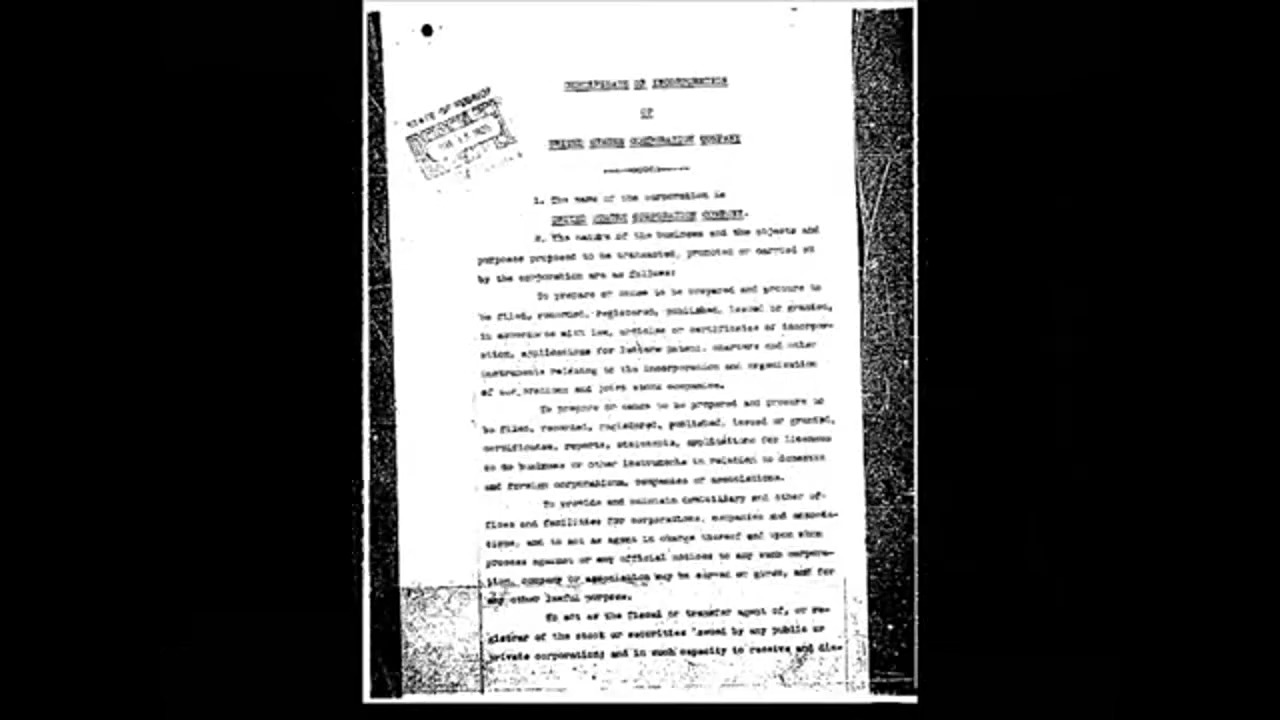 CERTIFICATE OF INCORPORATION
OF
UNITED STATES CORPORATION COMPANY
STATE OF
1. The name of the corporation is
UNITED STATES CORPORATION COMPANY.
2. The nature of the business and the objects and
purposes proposed to be transacted, promoted or carried on
by the corporation are as follows:
To prepare or cause to be prepared and procure to
be filed, recorded, registered, published, issued or granted,
in accordance with law, articles or certificates of incorpor-
ation, applications for letters patent, charters and other
instruments relating to the incorporation and organization
of corporations and joint stock companies.
To prepare or cause to be prepared and procure to
be filed, recorded, registered, published, issued or granted,
certificates, reports, statements, applications for licenses
to do business or other instruments in relation to domestic
and foreign corporations, companies or associations.
To provide and maintain domiciliary and other of-
fices and facilities for corporations, companies and associa-
tions, and to act as agent in charge thereof and upon whom
process against or any official notices to any such corpora-
tion, company or association may be served or given, and for
any other lawful purpose.
To act as the fiscal or transfer agent of, or re-
gistrar of the stock or securities issued by any public or
private corporation; and in such capacity to receive and dis-